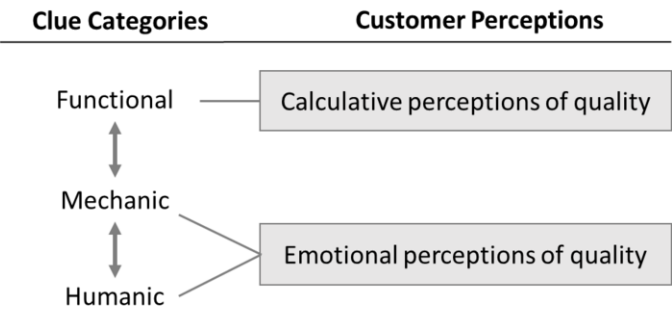 Clue Categories
Customer Perceptions
Functional
Calculative perceptions of quality
Mechanic
Emotional perceptions of quality
Humanic